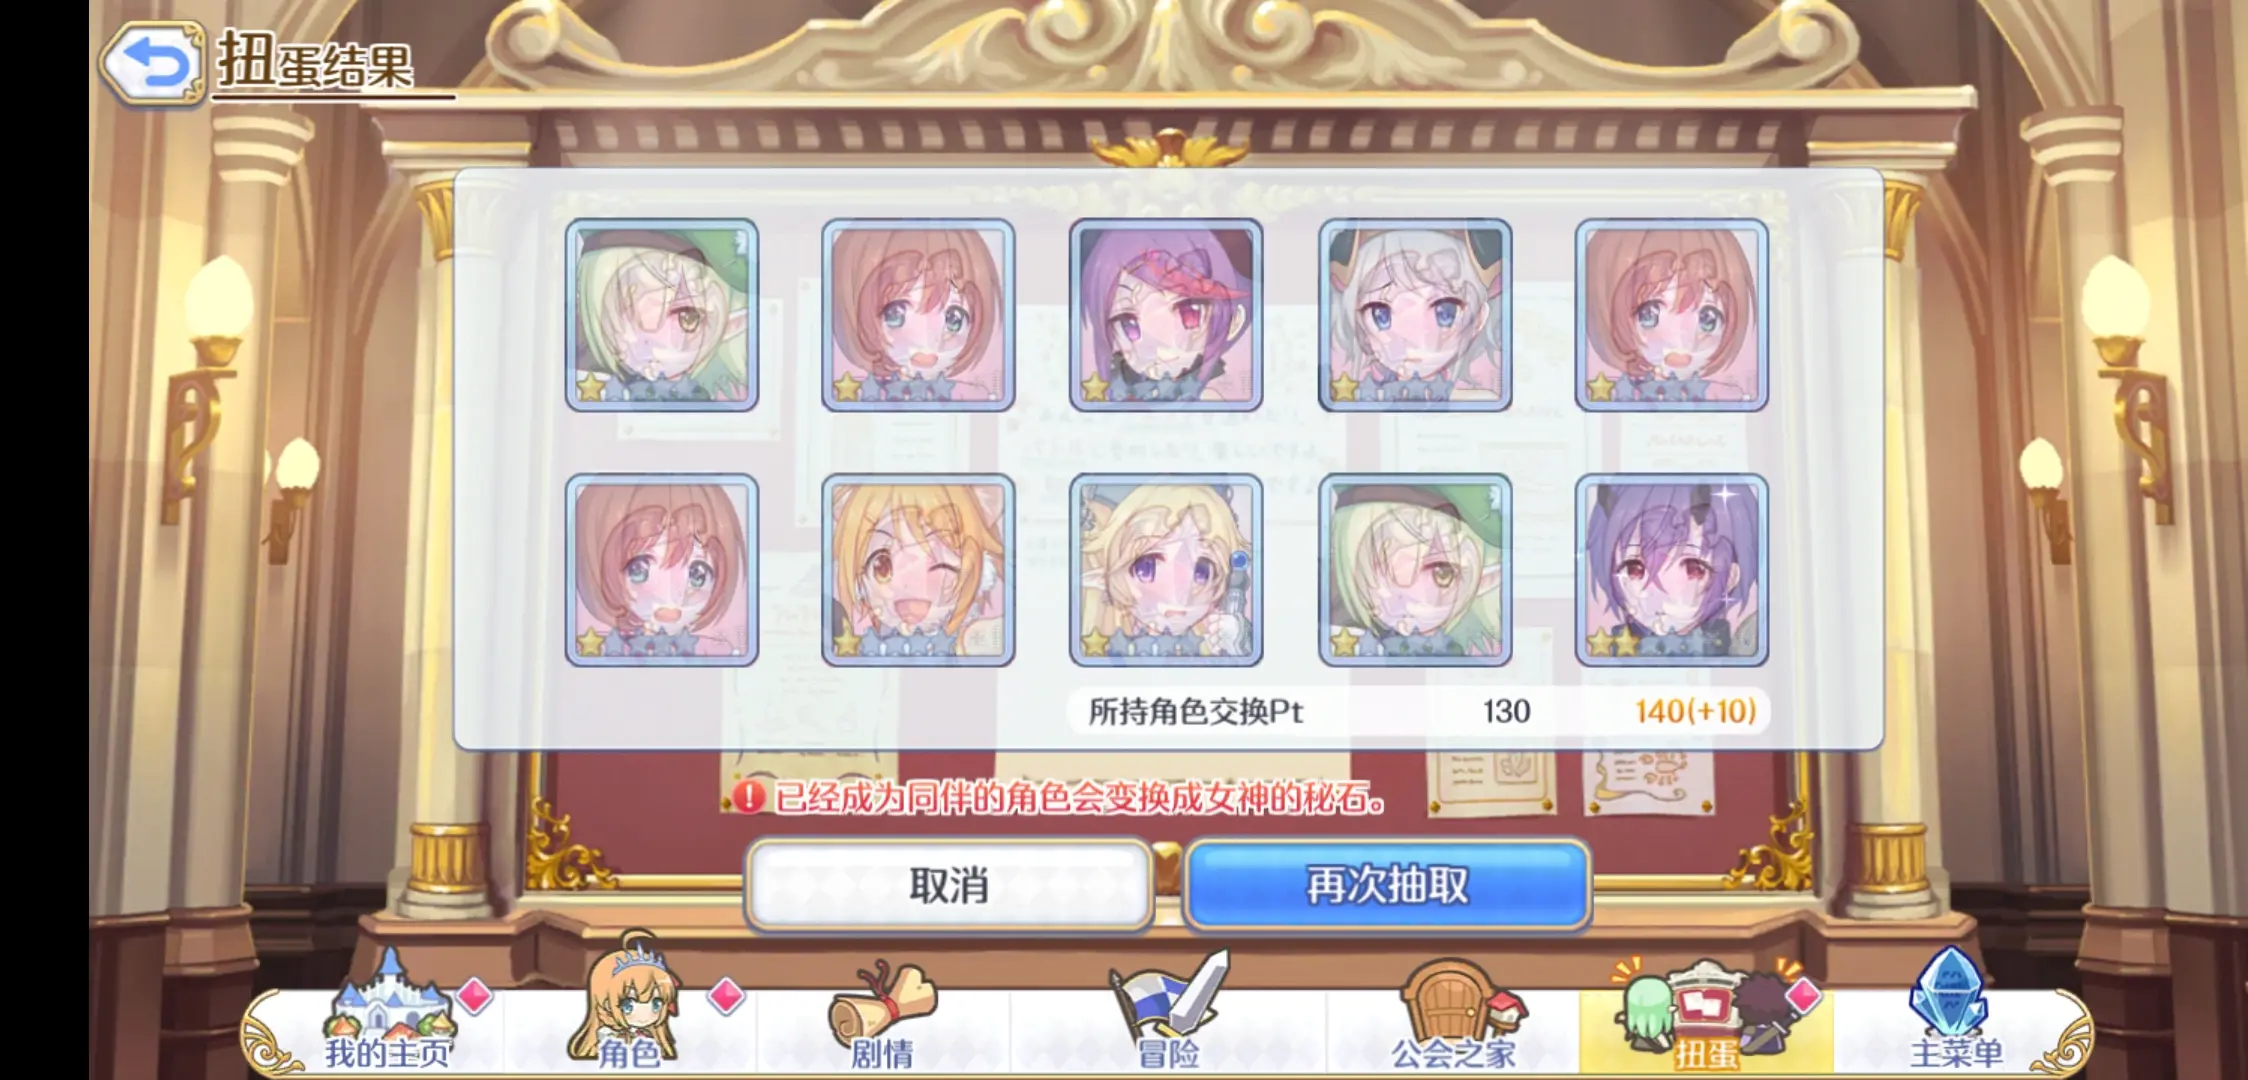 扭蛋结果
所持角色交换Pt 130 140(+10)
已经成为同伴的角色会变换成女神的秘石。
取消 再次抽取
我的主页 角色 剧情 冒险 公会之家 扭蛋 主菜单